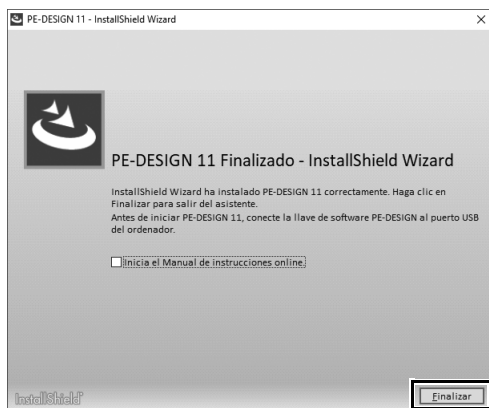 PE-DESIGN 11 - InstallShield Wizard
PE-DESIGN 11 Finalizado - InstallShield Wizard
InstallShield Wizard ha instalado PE-DESIGN 11 correctamente. Haga clic en
Finalizar para salir del asistente.
Antes de iniciar PE-DESIGN 11, conecte la llave de software PE-DESIGN al puerto USB
del ordenador.
Inicia el Manual de instrucciones online.
InstallShield
Finalizar